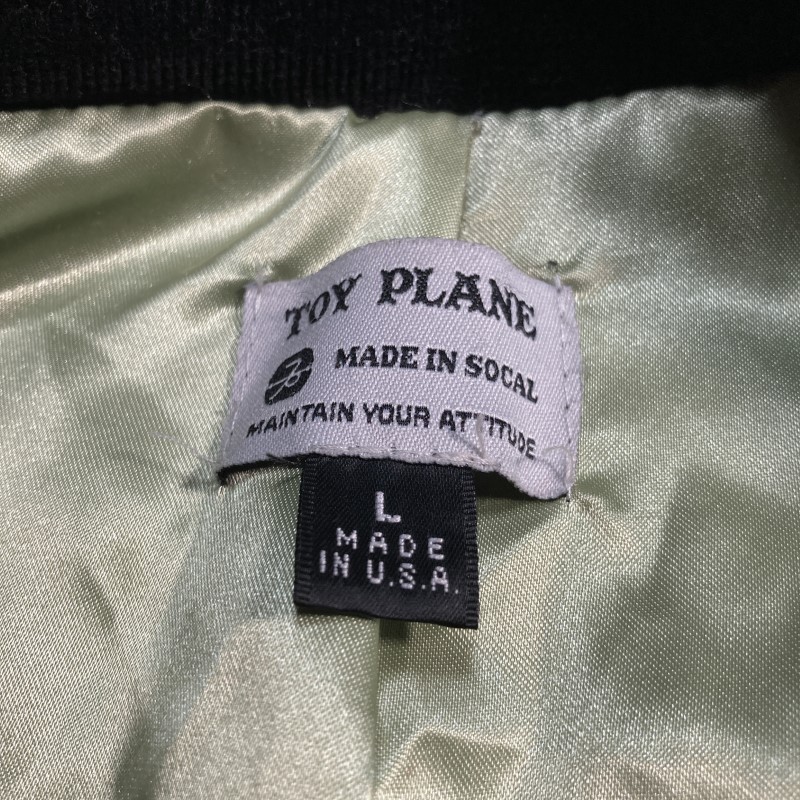 TOY PLANE
MADE IN SOCAL
MAINTAIN YOUR ATTITUDE
L
MADE
IN U.S.A.